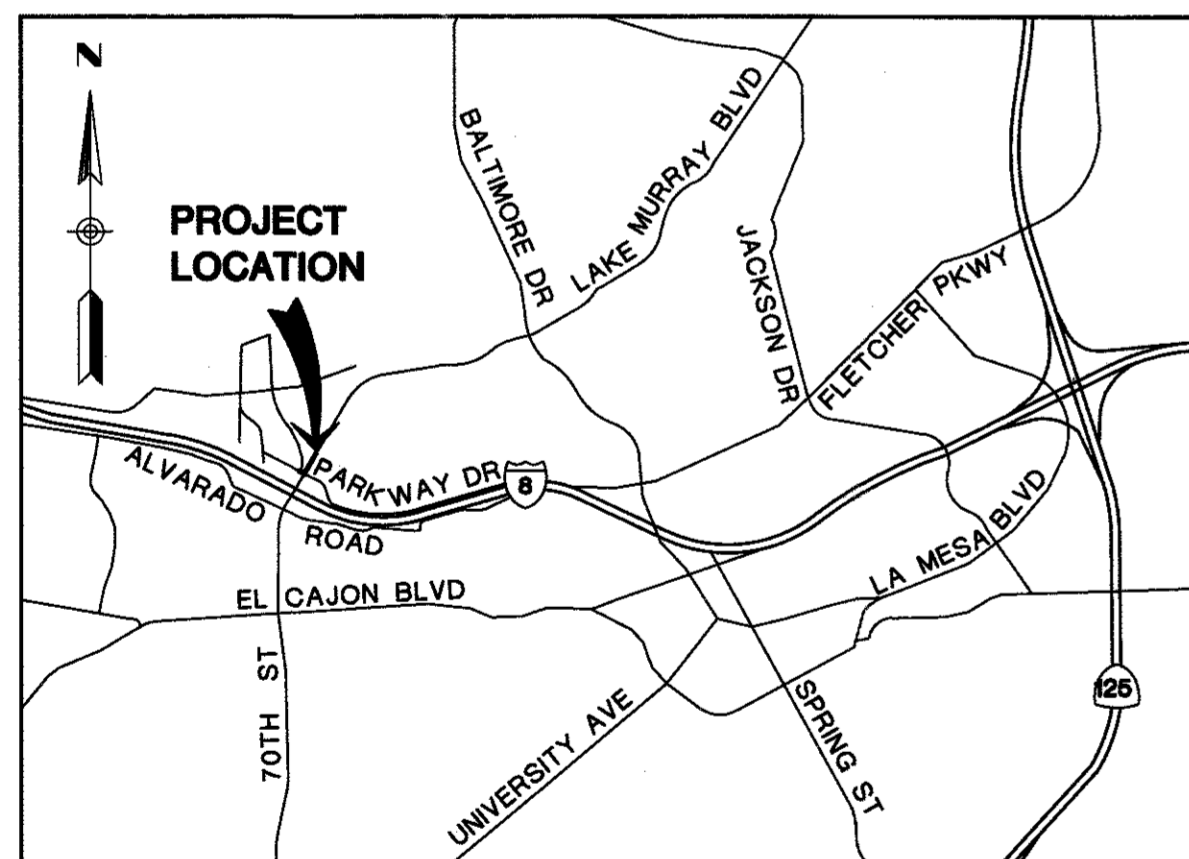 N
PROJECT
LOCATION
BALTIMORE DR
LAKE MURRAY BLVD
JACKSON DR
FLETCHER PKWY
PARKWAY DR
8
ALVARADO
ROAD
LA MESA BLVD
EL CAJON BLVD
70TH ST
UNIVERSITY AVE
SPRING ST
125